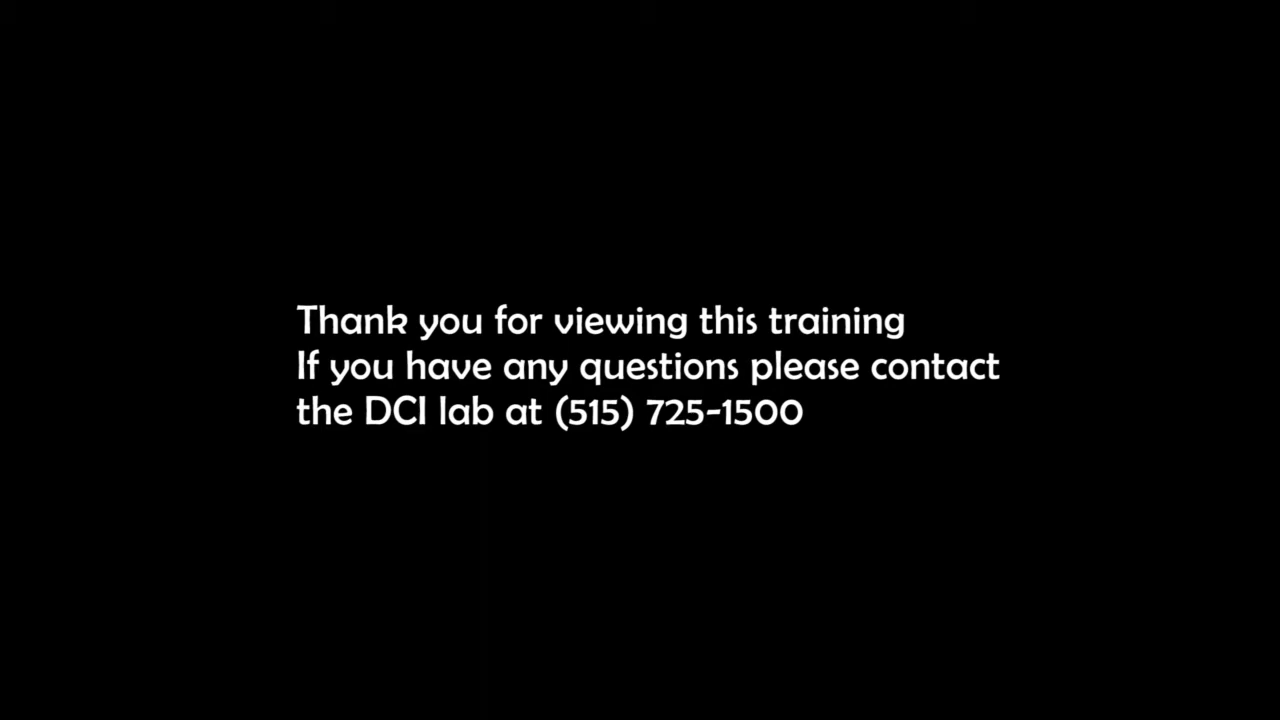 Thank you for viewing this training
If you have any questions please contact
the DCI lab at (515) 725-1500